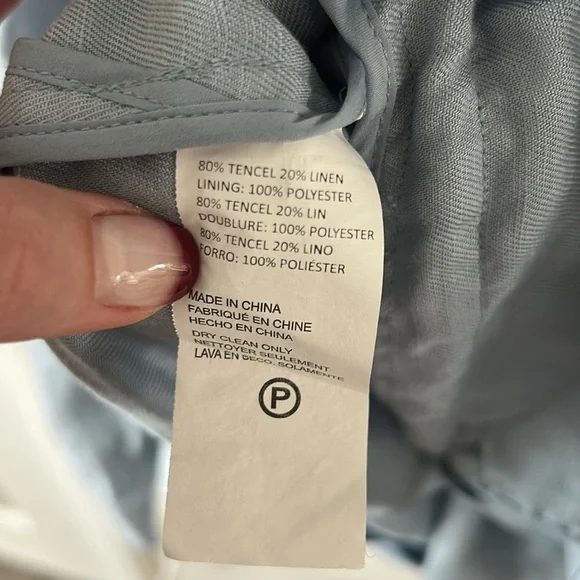 80% TENCEL 20% LINEN
LINING: 100% POLYESTER
80% TENCEL 20% LIN
DOUBLURE: 100% POLYESTER
80% TENCEL 20% LINO
FORRO: 100% POLIÉSTER
MADE IN CHINA
FABRIQUÉ EN CHINE
HECHO EN CHINA
DRY CLEAN ONLY
NETTOYER SEULEMENT
LAVA EN SECO, SOLAMENTE
P